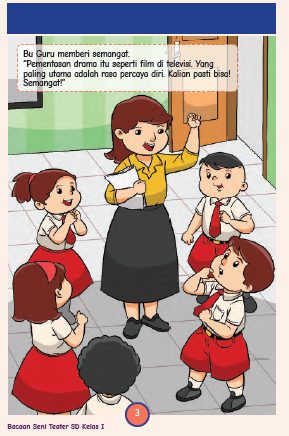 Bu Guru memberi semangat.
"Pementasan drama itu seperti film di televisi. Yang
paling utama adalah rasa percaya diri. Kalian pasti bisa!
Semangat!"
3
Bacaan Seni Teater SD Kelas I